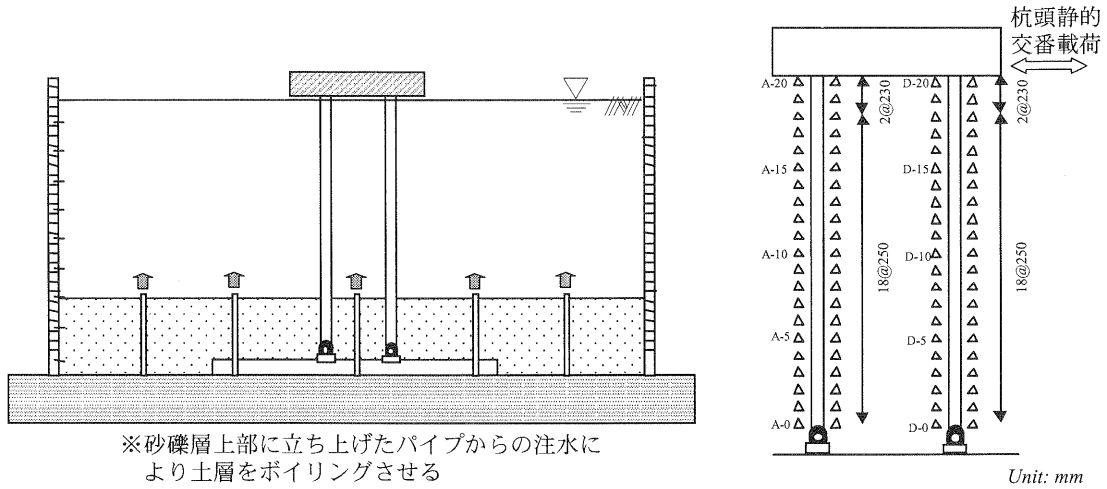 ※砂礫層上部に立ち上げたパイプからの注水に
より土層をボイリングさせる
杭頭静的
交番載荷
A-20
D-20
2@230
2@230
A-15
D-15
A-10
D-10
18@250
18@250
A-5
D-5
A-0
D-0
Unit: mm